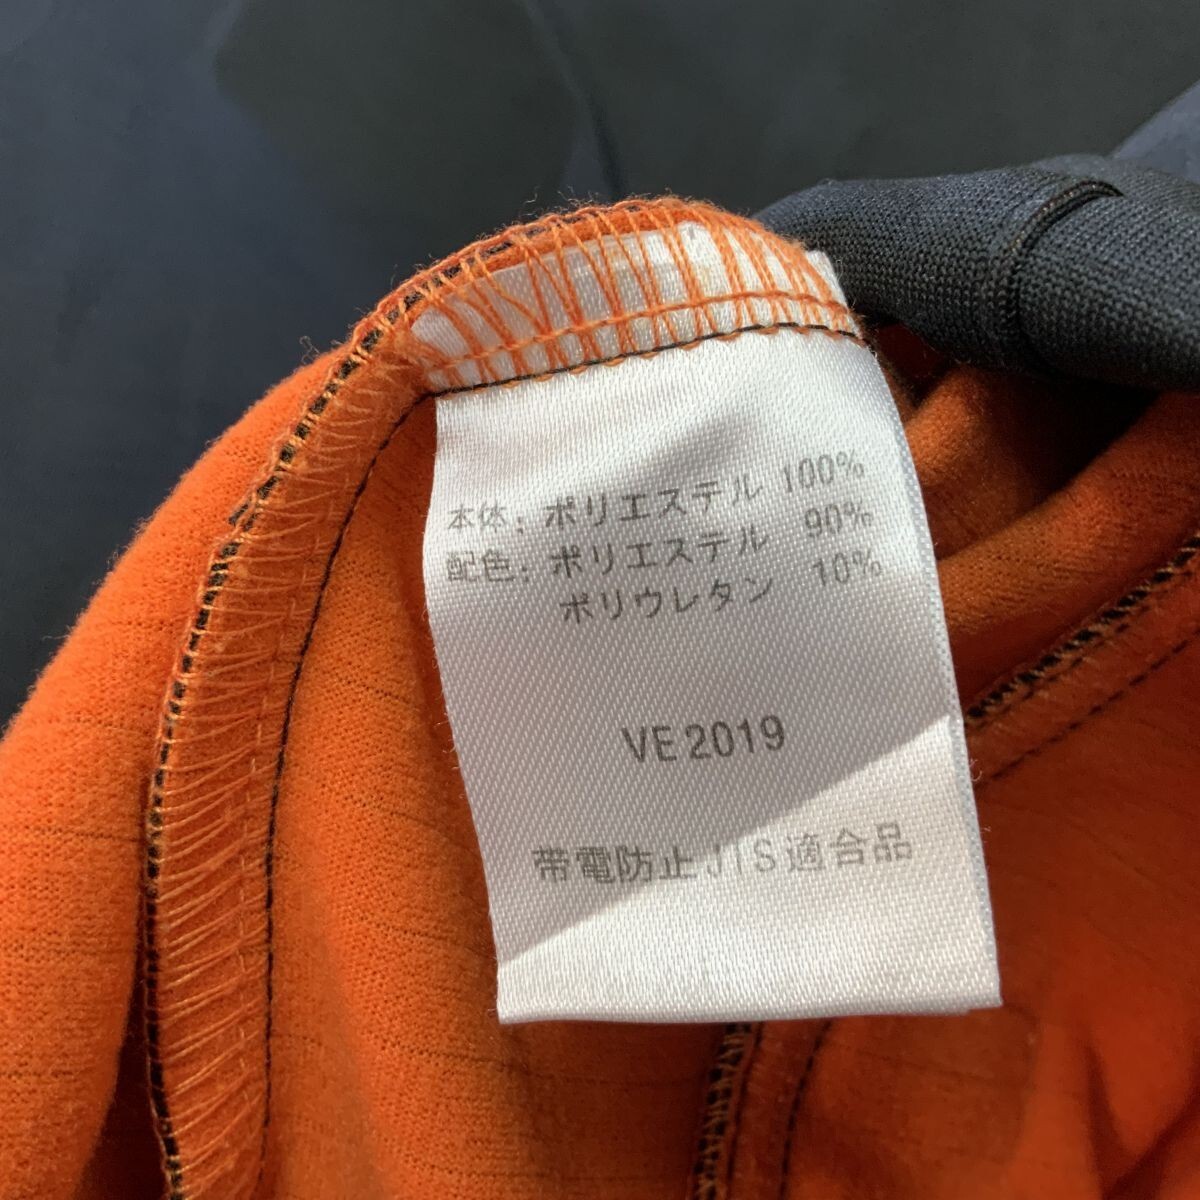 本体：ポリエステル 100%
配色：ポリエステル 90%
ポリウレタン 10%
VE2019
帯電防止JIS適合品